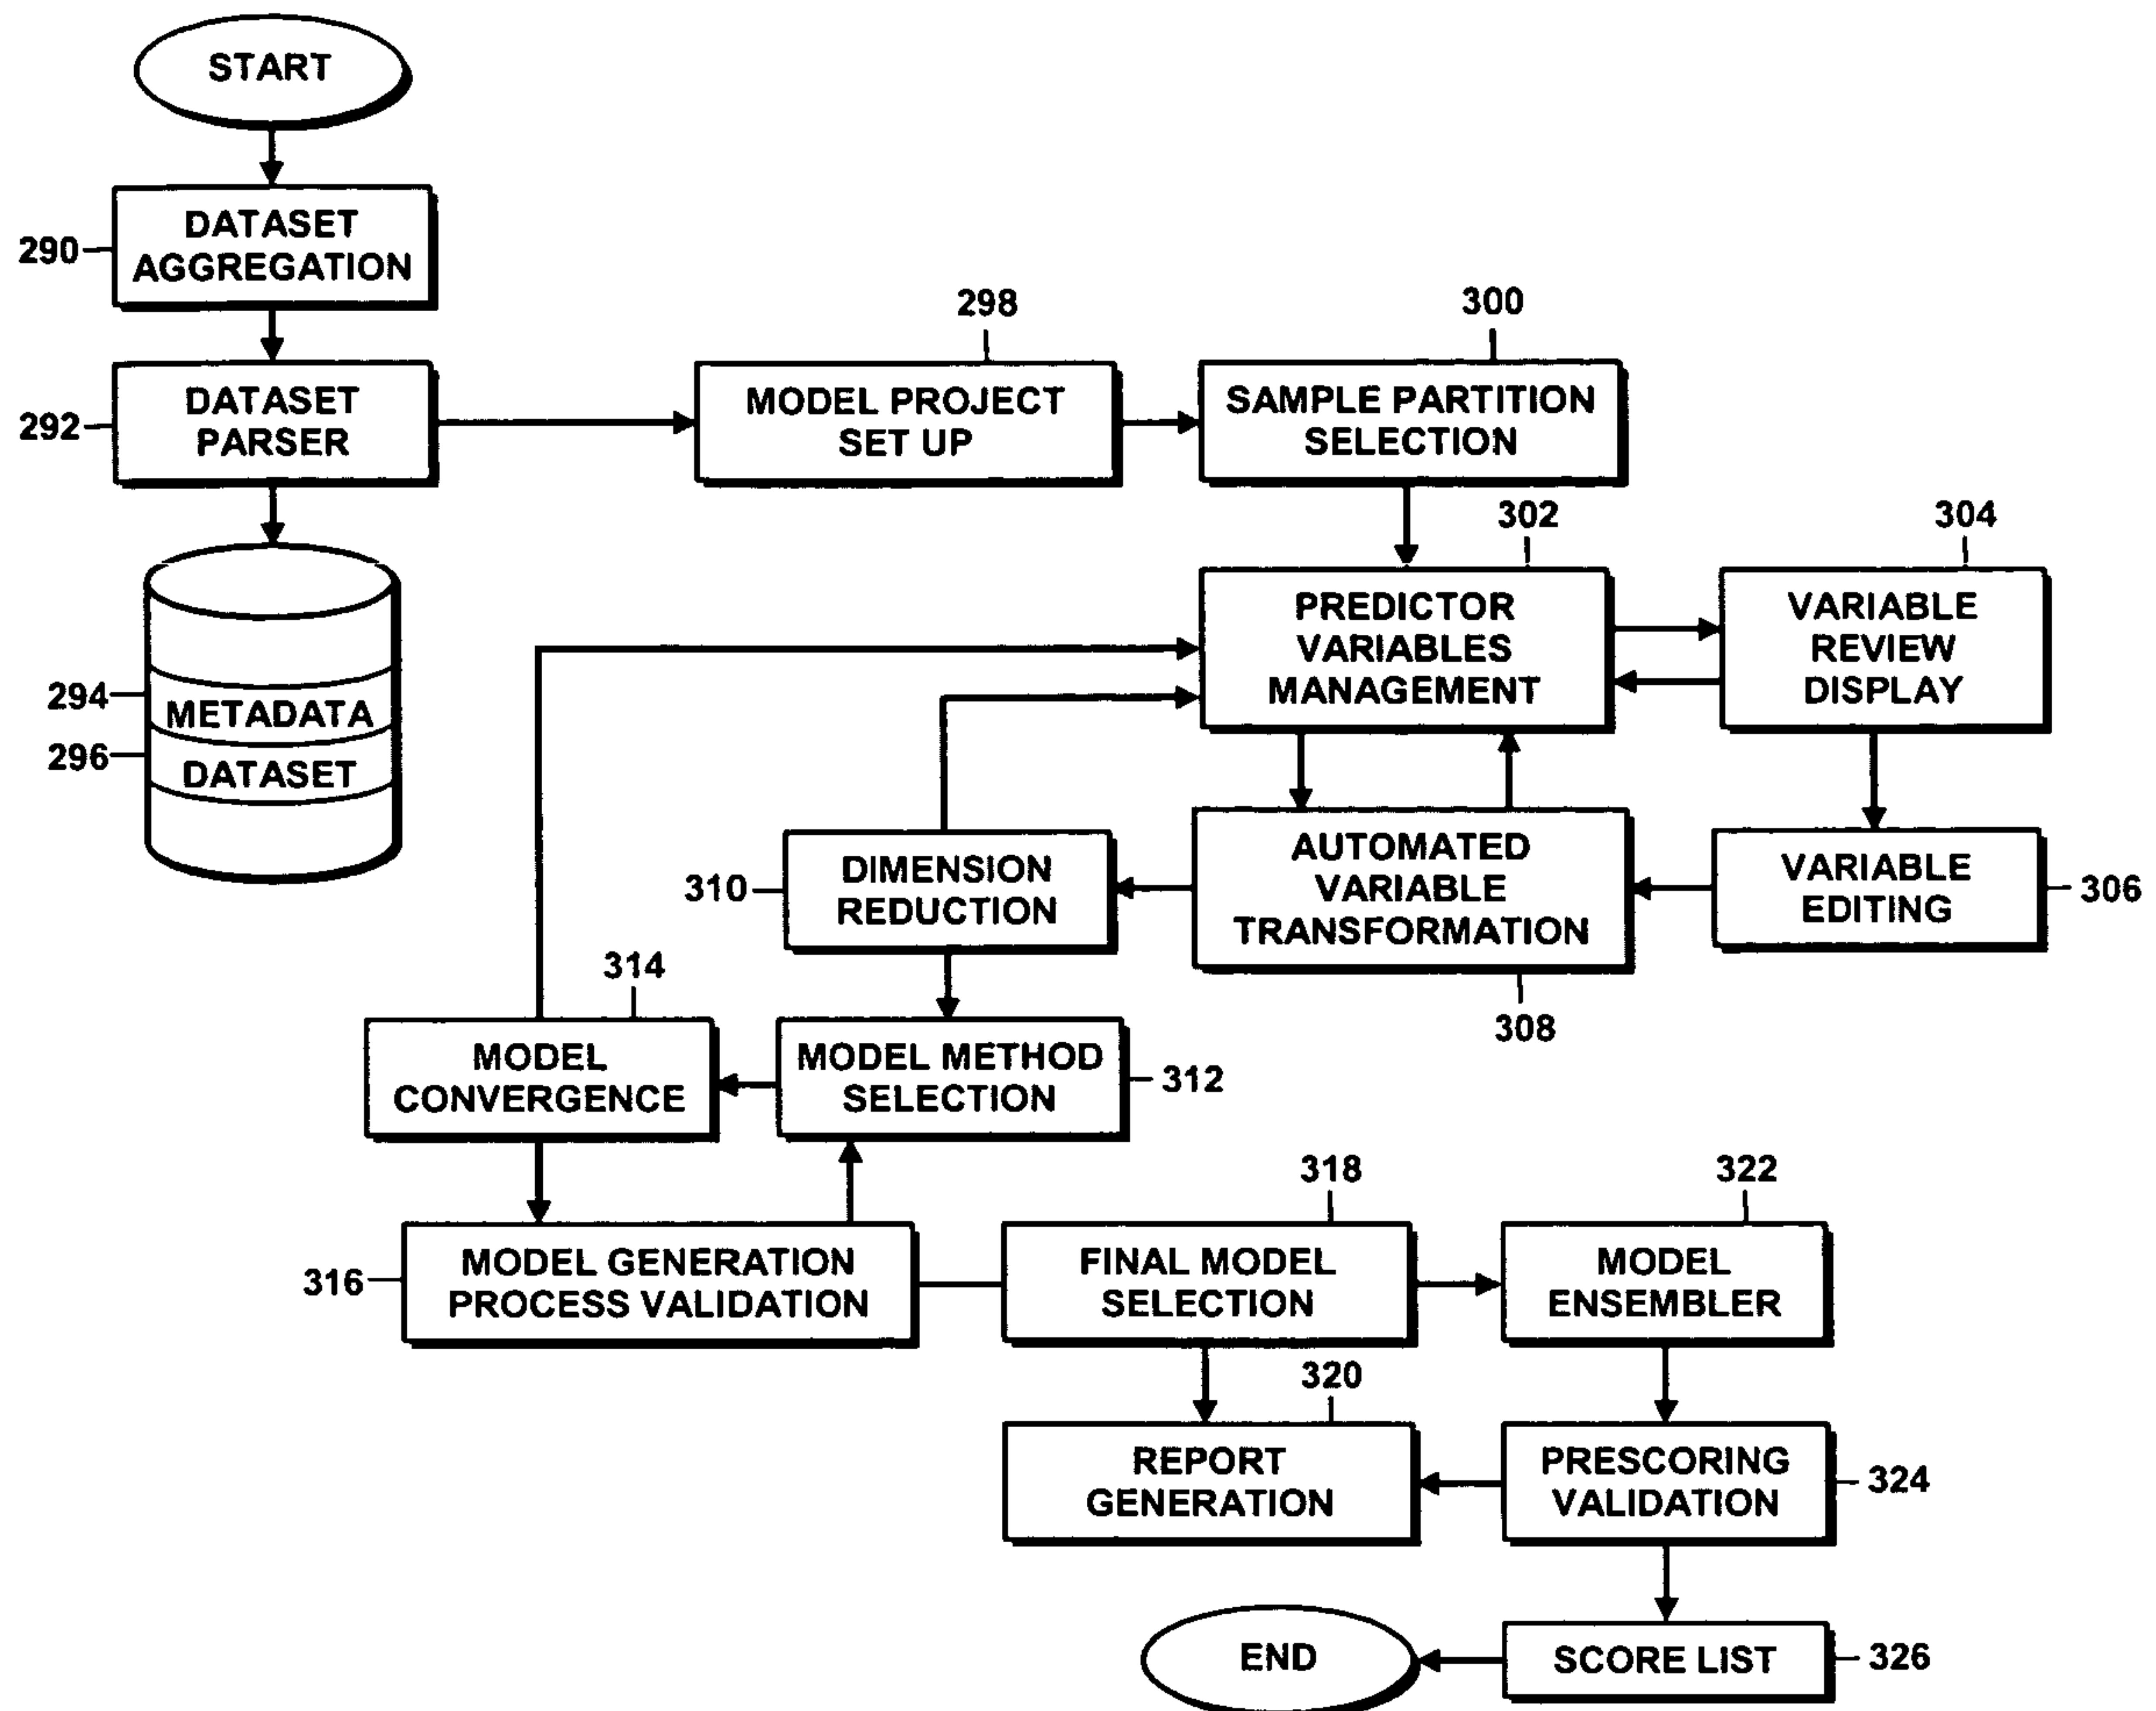 START
290
DATASET
AGGREGATION
292
DATASET
PARSER
298
MODEL PROJECT
SET UP
300
SAMPLE PARTITION
SELECTION
294
METADATA
296
DATASET
302
PREDICTOR
VARIABLES
MANAGEMENT
304
VARIABLE
REVIEW
DISPLAY
306
VARIABLE
EDITING
AUTOMATED
VARIABLE
TRANSFORMATION
308
310
DIMENSION
REDUCTION
314
MODEL
CONVERGENCE
MODEL METHOD
SELECTION
312
316
MODEL GENERATION
PROCESS VALIDATION
318
FINAL MODEL
SELECTION
322
MODEL
ENSEMBLER
320
REPORT
GENERATION
PRESCORING
VALIDATION
324
END
SCORE LIST
326